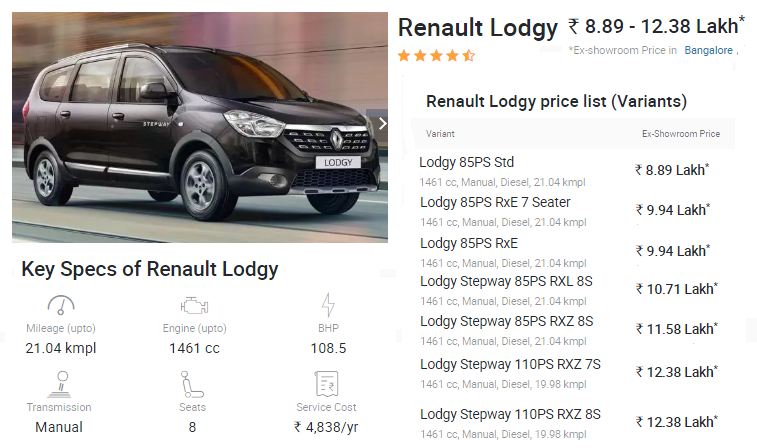 Renault Lodgy ₹ 8.89 - 12.38 Lakh*
*Ex-showroom Price in Bangalore
STEPWAY
LODGY
Key Specs of Renault Lodgy
Mileage (upto)
21.04 kmpl
Engine (upto)
1461 cc
BHP
108.5
Transmission
Manual
Seats
8
Service Cost
₹ 4,838/yr
Renault Lodgy price list (Variants)
Variant Ex-Showroom Price
Lodgy 85PS Std ₹ 8.89 Lakh*
1461 cc, Manual, Diesel, 21.04 kmpl
Lodgy 85PS RxE 7 Seater ₹ 9.94 Lakh*
1461 cc, Manual, Diesel, 21.04 kmpl
Lodgy 85PS RxE ₹ 9.94 Lakh*
1461 cc, Manual, Diesel, 21.04 kmpl
Lodgy Stepway 85PS RXL 8S ₹ 10.71 Lakh*
1461 cc, Manual, Diesel, 21.04 kmpl
Lodgy Stepway 85PS RXZ 8S ₹ 11.58 Lakh*
1461 cc, Manual, Diesel, 21.04 kmpl
Lodgy Stepway 110PS RXZ 7S ₹ 12.38 Lakh*
1461 cc, Manual, Diesel, 19.98 kmpl
Lodgy Stepway 110PS RXZ 8S ₹ 12.38 Lakh*
1461 cc, Manual, Diesel, 19.98 kmpl